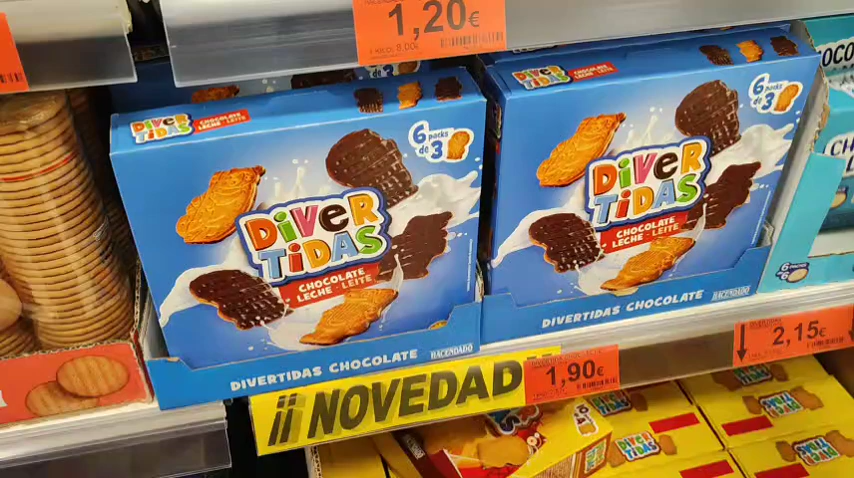 1,20€
DIVERTIDAS
CHOCOLATE
LECHE - LEITE
6 packs
de 3
DIVER
TIDAS
CHOCOLATE
LECHE - LEITE
DIVERTIDAS CHOCOLATE
HACENDADO
DIVERTIDAS
CHOCOLATE
LECHE - LEITE
6 packs
de 3
DIVER
TIDAS
CHOCOLATE
LECHE - LEITE
DIVERTIDAS CHOCOLATE
HACENDADO
¡¡ NOVEDAD
1,90€
2,15€
DIVER
TIDAS